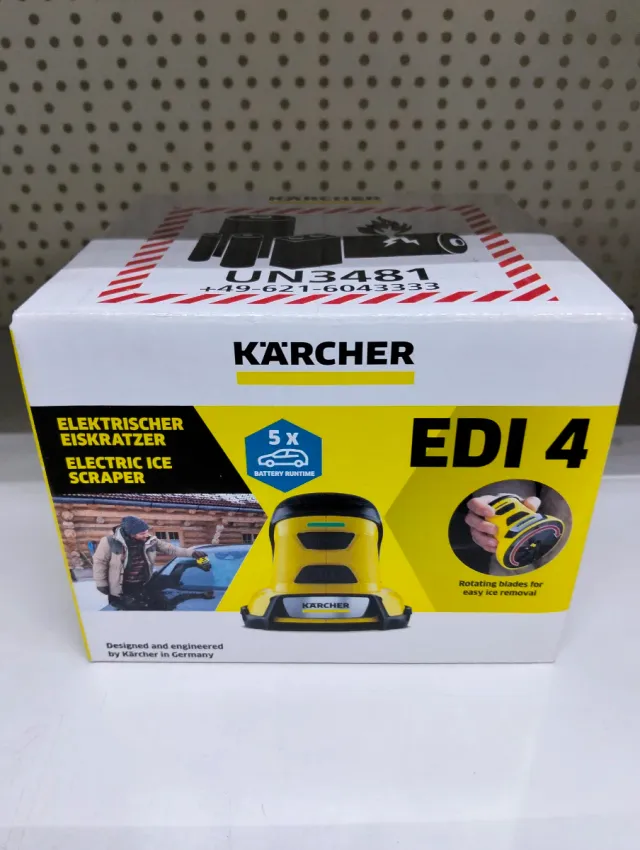 KÄRCHER
UN3481
+49-621-6043333
KÄRCHER
ELEKTRISCHER
EISKRATZER
ELECTRIC ICE
SCRAPER
5 X
BATTERY RUNTIME
EDI 4
KÄRCHER
Rotating blades for
easy ice removal
Designed and engineered
by Kärcher in Germany